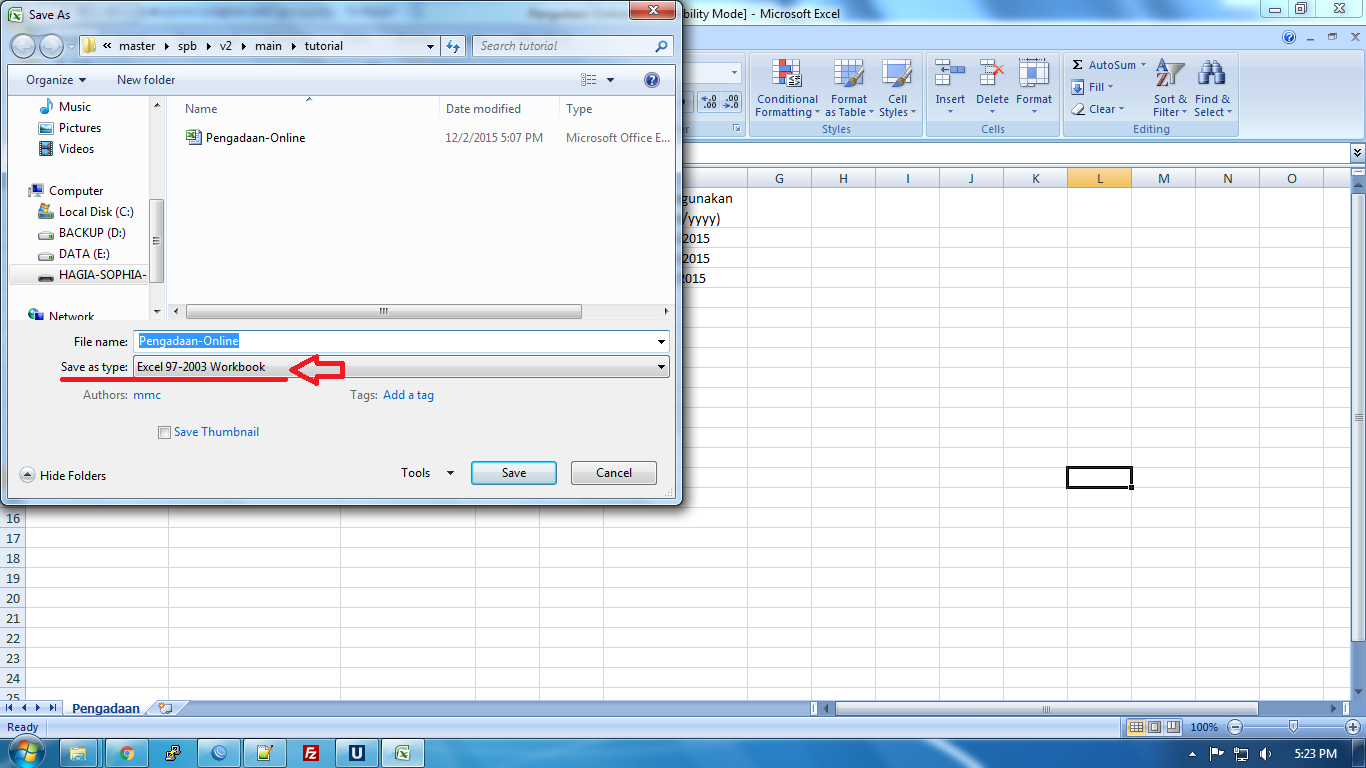 Save As
Pengadaan-Online
bility Mode] - Microsoft Excel
« master spb v2 main tutorial
Search tutorial
Organize New folder
Music
Pictures
Videos
Computer
Local Disk (C:)
BACKUP (D:)
DATA (E:)
HAGIA-SOPHIA-
Network
Name Date modified Type
Pengadaan-Online 12/2/2015 5:07 PM Microsoft Office E...
File name: Pengadaan-Online
Save as type: Excel 97-2003 Workbook
Authors: mmc Tags: Add a tag
Save Thumbnail
Hide Folders Tools Save Cancel
Conditional Formatting
Format as Table
Cell Styles
Styles
Insert Delete Format
Cells
Σ AutoSum
Fill
Clear
Sort & Filter
Find & Select
Editing
G H I J K L M N O
gunakan
/yyyy)
2015
2015
2015
16
17
18
19
20
21
22
23
24
25
Pengadaan
Ready 100%
5:23 PM